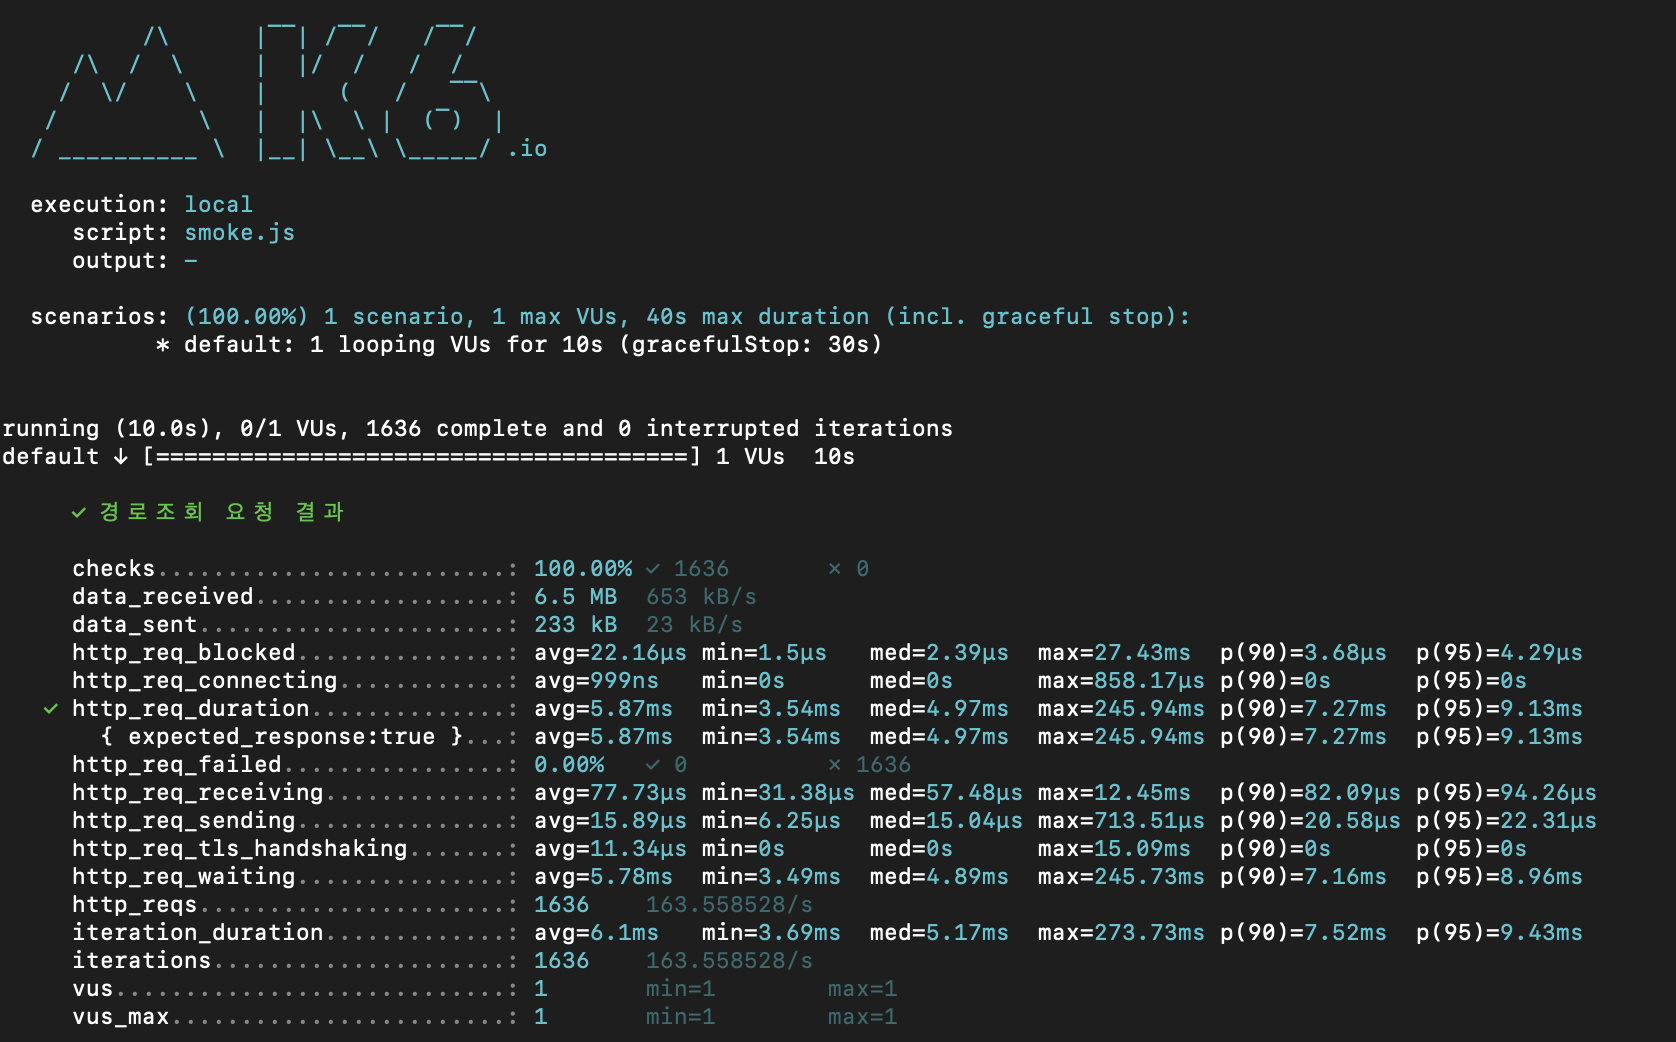 /\      |‾‾| /‾‾/   /‾‾/
/\  /  \     |  |/  /   /  /
/  \/    \    |     (   /   ‾‾\
/          \   |  |\  \ |  (‾)  |
/ __________ \  |__| \__\ \_____/ .io
execution: local
script: smoke.js
output: -
scenarios: (100.00%) 1 scenario, 1 max VUs, 40s max duration (incl. graceful stop):
* default: 1 looping VUs for 10s (gracefulStop: 30s)
running (10.0s), 0/1 VUs, 1636 complete and 0 interrupted iterations
default ↓ [======================================] 1 VUs  10s
✓ 경로조회 요청 결과
checks.........................: 100.00% ✓ 1636       ✗ 0
data_received..................: 6.5 MB  653 kB/s
data_sent......................: 233 kB  23 kB/s
http_req_blocked...............: avg=22.16µs min=1.5µs   med=2.39µs  max=27.43ms  p(90)=3.68µs  p(95)=4.29µs
http_req_connecting............: avg=999ns   min=0s      med=0s      max=858.17µs p(90)=0s      p(95)=0s
✓ http_req_duration..............: avg=5.87ms  min=3.54ms  med=4.97ms  max=245.94ms p(90)=7.27ms  p(95)=9.13ms
{ expected_response:true }...: avg=5.87ms  min=3.54ms  med=4.97ms  max=245.94ms p(90)=7.27ms  p(95)=9.13ms
http_req_failed................: 0.00%   ✓ 0          ✗ 1636
http_req_receiving.............: avg=77.73µs min=31.38µs med=57.48µs max=12.45ms  p(90)=82.09µs p(95)=94.26µs
http_req_sending...............: avg=15.89µs min=6.25µs  med=15.04µs max=713.51µs p(90)=20.58µs p(95)=22.31µs
http_req_tls_handshaking.......: avg=11.34µs min=0s      med=0s      max=15.09ms  p(90)=0s      p(95)=0s
http_req_waiting...............: avg=5.78ms  min=3.49ms  med=4.89ms  max=245.73ms p(90)=7.16ms  p(95)=8.96ms
http_reqs......................: 1636    163.558528/s
iteration_duration.............: avg=6.1ms   min=3.69ms  med=5.17ms  max=273.73ms p(90)=7.52ms  p(95)=9.43ms
iterations.....................: 1636    163.558528/s
vus............................: 1       min=1        max=1
vus_max........................: 1       min=1        max=1